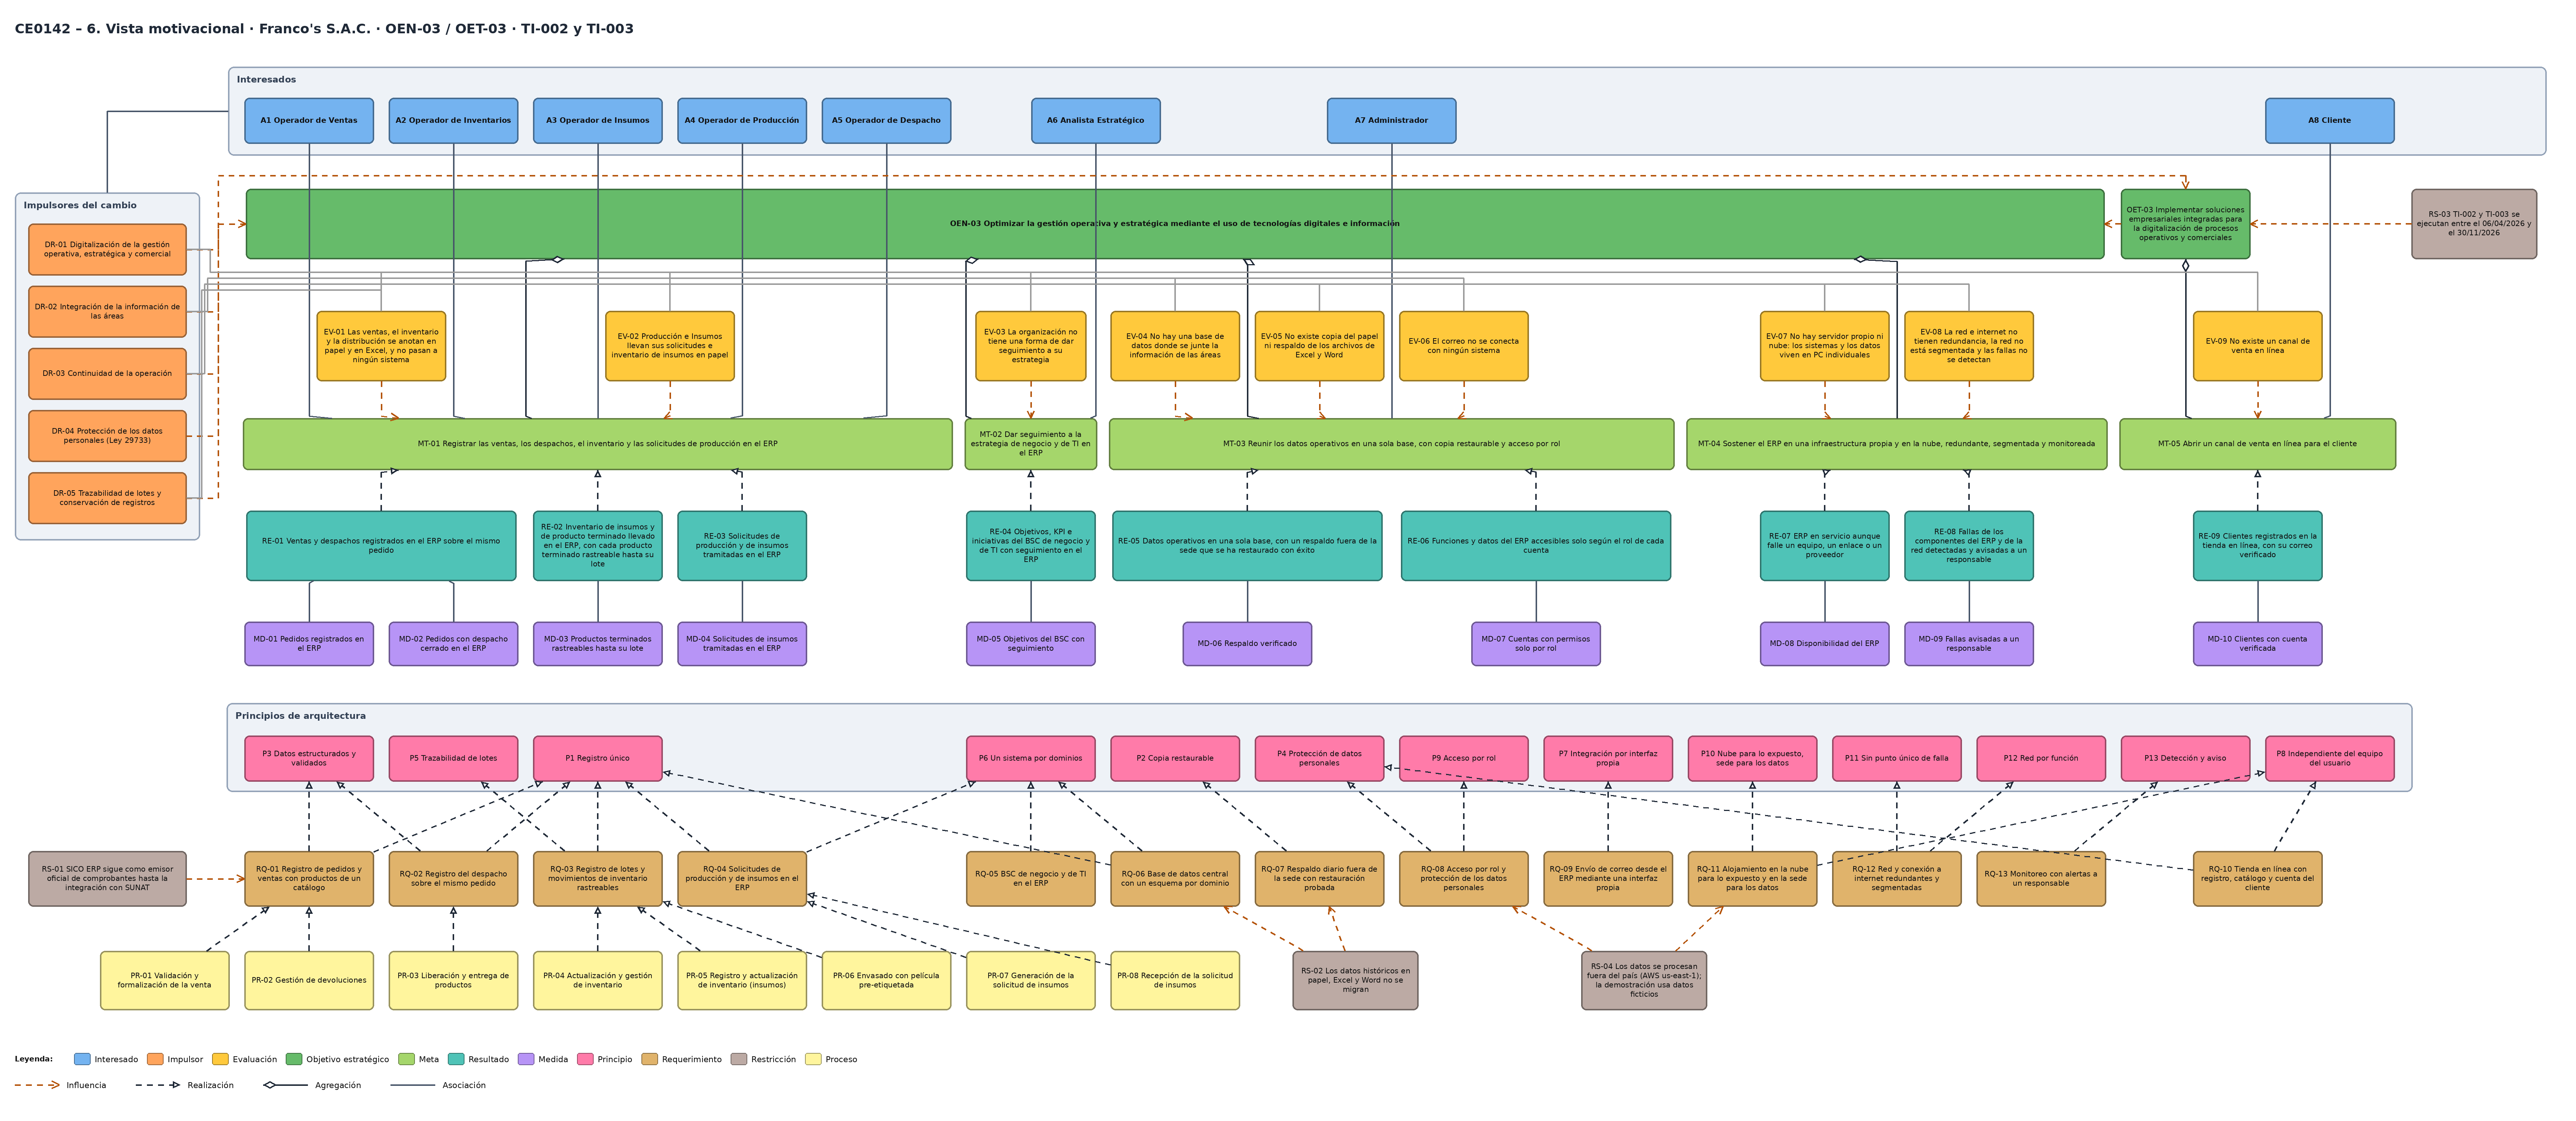 CE0142 – 6. Vista motivacional · Franco's S.A.C. · OEN-03 / OET-03 · TI-002 y TI-003
Interesados
A1 Operador de Ventas
A2 Operador de Inventarios
A3 Operador de Insumos
A4 Operador de Producción
A5 Operador de Despacho
A6 Analista Estratégico
A7 Administrador
A8 Cliente
Impulsores del cambio
DR-01 Digitalización de la gestión
operativa, estratégica y comercial
DR-02 Integración de la información de
las áreas
DR-03 Continuidad de la operación
DR-04 Protección de los datos
personales (Ley 29733)
DR-05 Trazabilidad de lotes y
conservación de registros
OEN-03 Optimizar la gestión operativa y estratégica mediante el uso de tecnologías digitales e información
OET-03 Implementar soluciones
empresariales integradas para
la digitalización de procesos
operativos y comerciales
RS-03 TI-002 y TI-003 se
ejecutan entre el 06/04/2026 y
el 30/11/2026
EV-01 Las ventas, el inventario
y la distribución se anotan en
papel y en Excel, y no pasan a
ningún sistema
EV-02 Producción e Insumos
llevan sus solicitudes e
inventario de insumos en papel
EV-03 La organización no
tiene una forma de dar
seguimiento a su
estrategia
EV-04 No hay una base de
datos donde se junte la
información de las áreas
EV-05 No existe copia del papel
ni respaldo de los archivos de
Excel y Word
EV-06 El correo no se conecta
con ningún sistema
EV-07 No hay servidor propio ni
nube: los sistemas y los datos
viven en PC individuales
EV-08 La red e internet no
tienen redundancia, la red no
está segmentada y las fallas no
se detectan
EV-09 No existe un canal de
venta en línea
MT-01 Registrar las ventas, los despachos, el inventario y las solicitudes de producción en el ERP
MT-02 Dar seguimiento a la
estrategia de negocio y de TI en
el ERP
MT-03 Reunir los datos operativos en una sola base, con copia restaurable y acceso por rol
MT-04 Sostener el ERP en una infraestructura propia y en la nube, redundante, segmentada y monitoreada
MT-05 Abrir un canal de venta en línea para el cliente
RE-01 Ventas y despachos registrados en el ERP sobre el mismo
pedido
RE-02 Inventario de insumos y
de producto terminado llevado
en el ERP, con cada producto
terminado rastreable hasta su
lote
RE-03 Solicitudes de
producción y de insumos
tramitadas en el ERP
RE-04 Objetivos, KPI e
iniciativas del BSC de negocio y
de TI con seguimiento en el
ERP
RE-05 Datos operativos en una sola base, con un respaldo fuera de la
sede que se ha restaurado con éxito
RE-06 Funciones y datos del ERP accesibles solo según el rol de cada
cuenta
RE-07 ERP en servicio aunque
falle un equipo, un enlace o un
proveedor
RE-08 Fallas de los
componentes del ERP y de la
red detectadas y avisadas a un
responsable
RE-09 Clientes registrados en la
tienda en línea, con su correo
verificado
MD-01 Pedidos registrados en
el ERP
MD-02 Pedidos con despacho
cerrado en el ERP
MD-03 Productos terminados
rastreables hasta su lote
MD-04 Solicitudes de insumos
tramitadas en el ERP
MD-05 Objetivos del BSC con
seguimiento
MD-06 Respaldo verificado
MD-07 Cuentas con permisos
solo por rol
MD-08 Disponibilidad del ERP
MD-09 Fallas avisadas a un
responsable
MD-10 Clientes con cuenta
verificada
Principios de arquitectura
P3 Datos estructurados y
validados
P5 Trazabilidad de lotes
P1 Registro único
P6 Un sistema por dominios
P2 Copia restaurable
P4 Protección de datos
personales
P9 Acceso por rol
P7 Integración por interfaz
propia
P10 Nube para lo expuesto,
sede para los datos
P11 Sin punto único de falla
P12 Red por función
P13 Detección y aviso
P8 Independiente del equipo
del usuario
RS-01 SICO ERP sigue como emisor
oficial de comprobantes hasta la
integración con SUNAT
RQ-01 Registro de pedidos y
ventas con productos de un
catálogo
RQ-02 Registro del despacho
sobre el mismo pedido
RQ-03 Registro de lotes y
movimientos de inventario
rastreables
RQ-04 Solicitudes de
producción y de insumos en el
ERP
RQ-05 BSC de negocio y de TI
en el ERP
RQ-06 Base de datos central
con un esquema por dominio
RQ-07 Respaldo diario fuera de
la sede con restauración
probada
RQ-08 Acceso por rol y
protección de los datos
personales
RQ-09 Envío de correo desde el
ERP mediante una interfaz
propia
RQ-11 Alojamiento en la nube
para lo expuesto y en la sede
para los datos
RQ-12 Red y conexión a
internet redundantes y
segmentadas
RQ-13 Monitoreo con alertas a
un responsable
RQ-10 Tienda en línea con
registro, catálogo y cuenta del
cliente
PR-01 Validación y
formalización de la venta
PR-02 Gestión de devoluciones
PR-03 Liberación y entrega de
productos
PR-04 Actualización y gestión
de inventario
PR-05 Registro y actualización
de inventario (insumos)
PR-06 Envasado con película
pre-etiquetada
PR-07 Generación de la
solicitud de insumos
PR-08 Recepción de la solicitud
de insumos
RS-02 Los datos históricos en
papel, Excel y Word no se
migran
RS-04 Los datos se procesan
fuera del país (AWS us-east-1);
la demostración usa datos
ficticios
Leyenda:
Interesado
Impulsor
Evaluación
Objetivo estratégico
Meta
Resultado
Medida
Principio
Requerimiento
Restricción
Proceso
Influencia
Realización
Agregación
Asociación